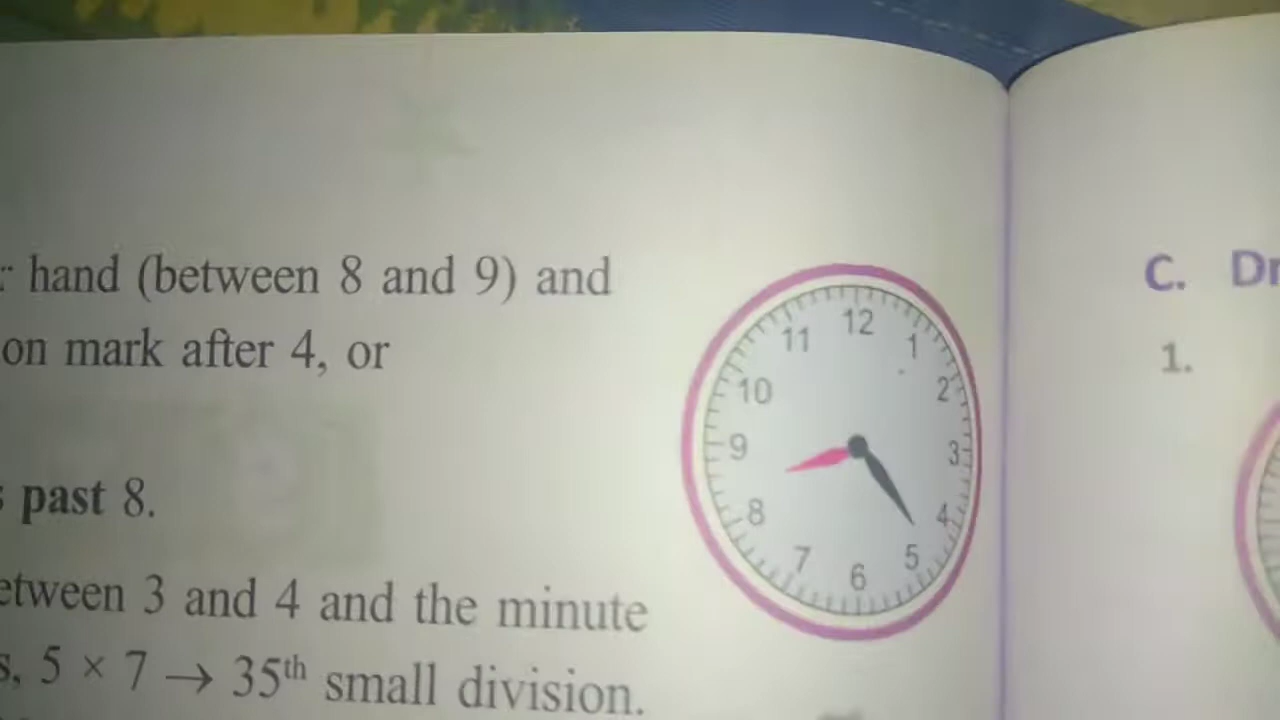 hand (between 8 and 9) and
on mark after 4, or
past 8.
etween 3 and 4 and the minute
s, 5 × 7 → 35th small division.
12
11
1
10
2
9
3
8
4
7
5
6
C. Dr
1.